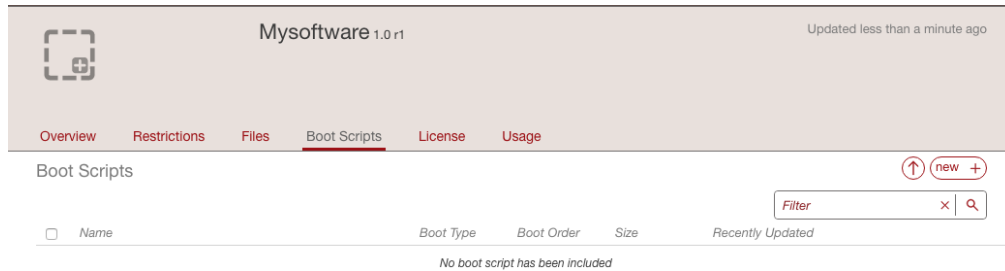 Mysoftware 1.0 r1
Updated less than a minute ago
Overview Restrictions Files Boot Scripts License Usage
Boot Scripts
new +
Filter
Name Boot Type Boot Order Size Recently Updated
No boot script has been included